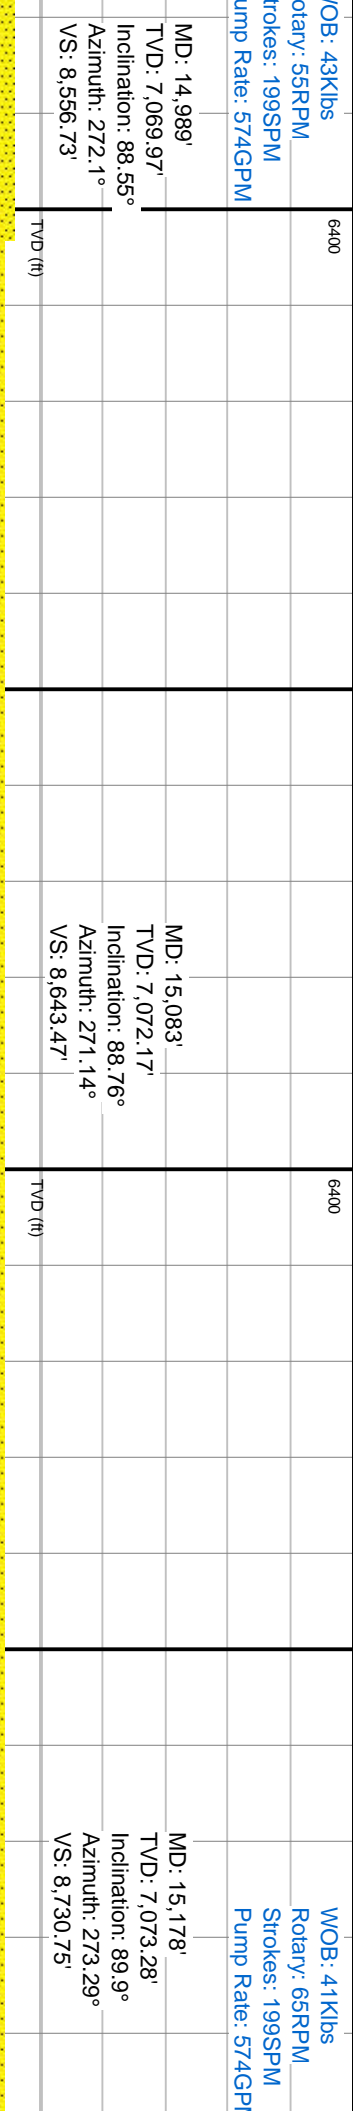 WOB: 43Klbs
Rotary: 55RPM
Strokes: 199SPM
Pump Rate: 574GPM
MD: 14,989'
TVD: 7,069.97'
Inclination: 88.55°
Azimuth: 272.1°
VS: 8,556.73'
6400
TVD (ft)
MD: 15,083'
TVD: 7,072.17'
Inclination: 88.76°
Azimuth: 271.14°
VS: 8,643.47'
6400
TVD (ft)
WOB: 41Klbs
Rotary: 65RPM
Strokes: 199SPM
Pump Rate: 574GPM
MD: 15,178'
TVD: 7,073.28'
Inclination: 89.9°
Azimuth: 273.29°
VS: 8,730.75'